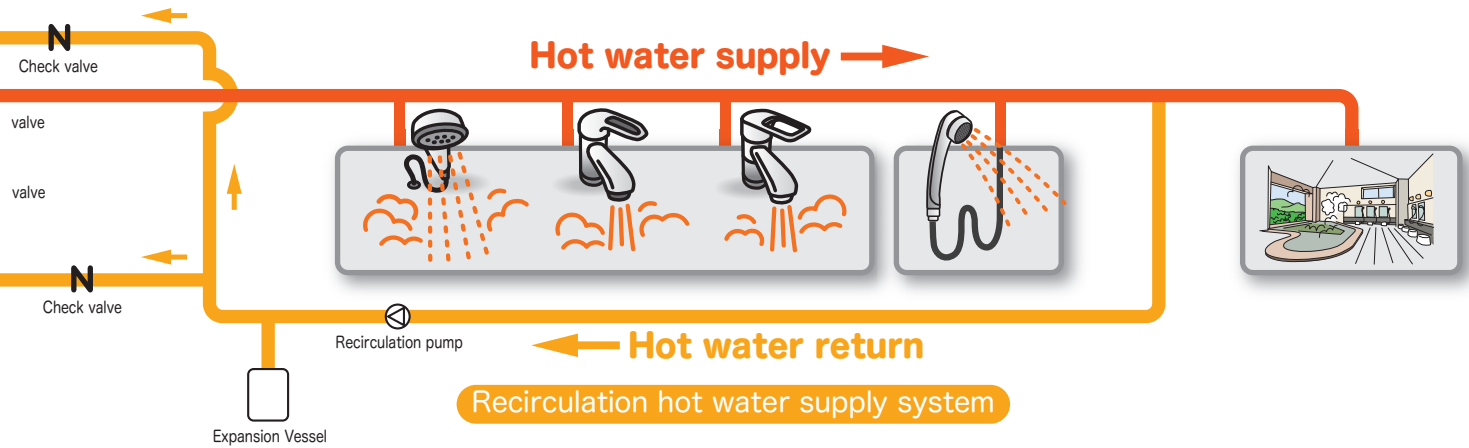 Hot water supply
Check valve
valve
valve
Check valve
Recirculation pump
Hot water return
Recirculation hot water supply system
Expansion Vessel